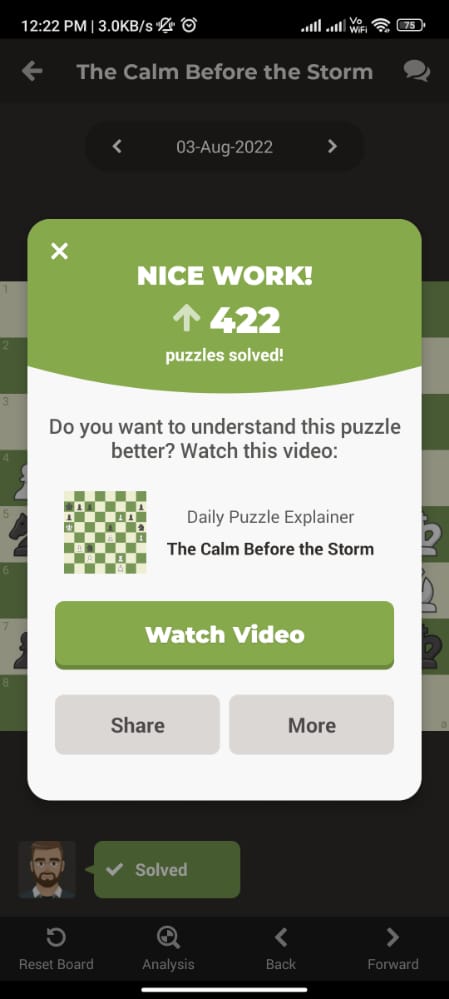 12:22 PM | 3.0KB/s
Vo
WiFi
75
The Calm Before the Storm
03-Aug-2022
NICE WORK!
422
puzzles solved!
1
2
3
4
5
6
7
8
a
Do you want to understand this puzzle
better? Watch this video:
Daily Puzzle Explainer
The Calm Before the Storm
Watch Video
Share
More
Solved
Reset Board
Analysis
Back
Forward